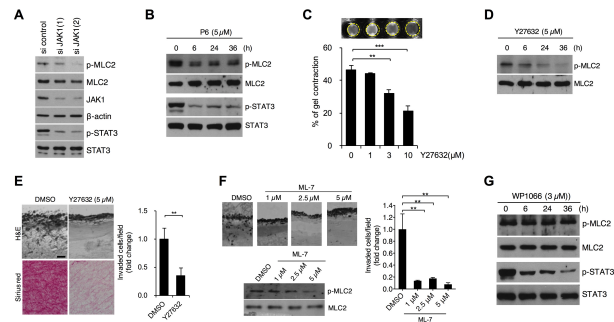 A
si control
si JAK1(1)
si JAK1(2)
p-MLC2
MLC2
JAK1
β-actin
p-STAT3
STAT3
B
P6 (5 μM)
0 6 24 36 (h)
p-MLC2
MLC2
p-STAT3
STAT3
C
***
**
% of gel contraction
60
40
20
0
0 1 3 10 Y27632(μM)
D
Y27632 (5 μM)
0 6 24 36 (h)
p-MLC2
MLC2
E
DMSO Y27632 (5 μM)
H&E
Sirius red
Invaded cells/field
(fold change)
**
1.5
1.0
0.5
0
DMSO
Y27632
F
ML-7
DMSO 1 μM 2.5 μM 5 μM
ML-7
DMSO
1 μM
2.5 μM
5 μM
p-MLC2
MLC2
Invaded cells/field
(fold change)
**
**
**
1.5
1.0
0.5
0
DMSO
1 μM
2.5 μM
5 μM
ML-7
G
WP1066 (3 μM))
0 6 24 36 (h)
p-MLC2
MLC2
p-STAT3
STAT3